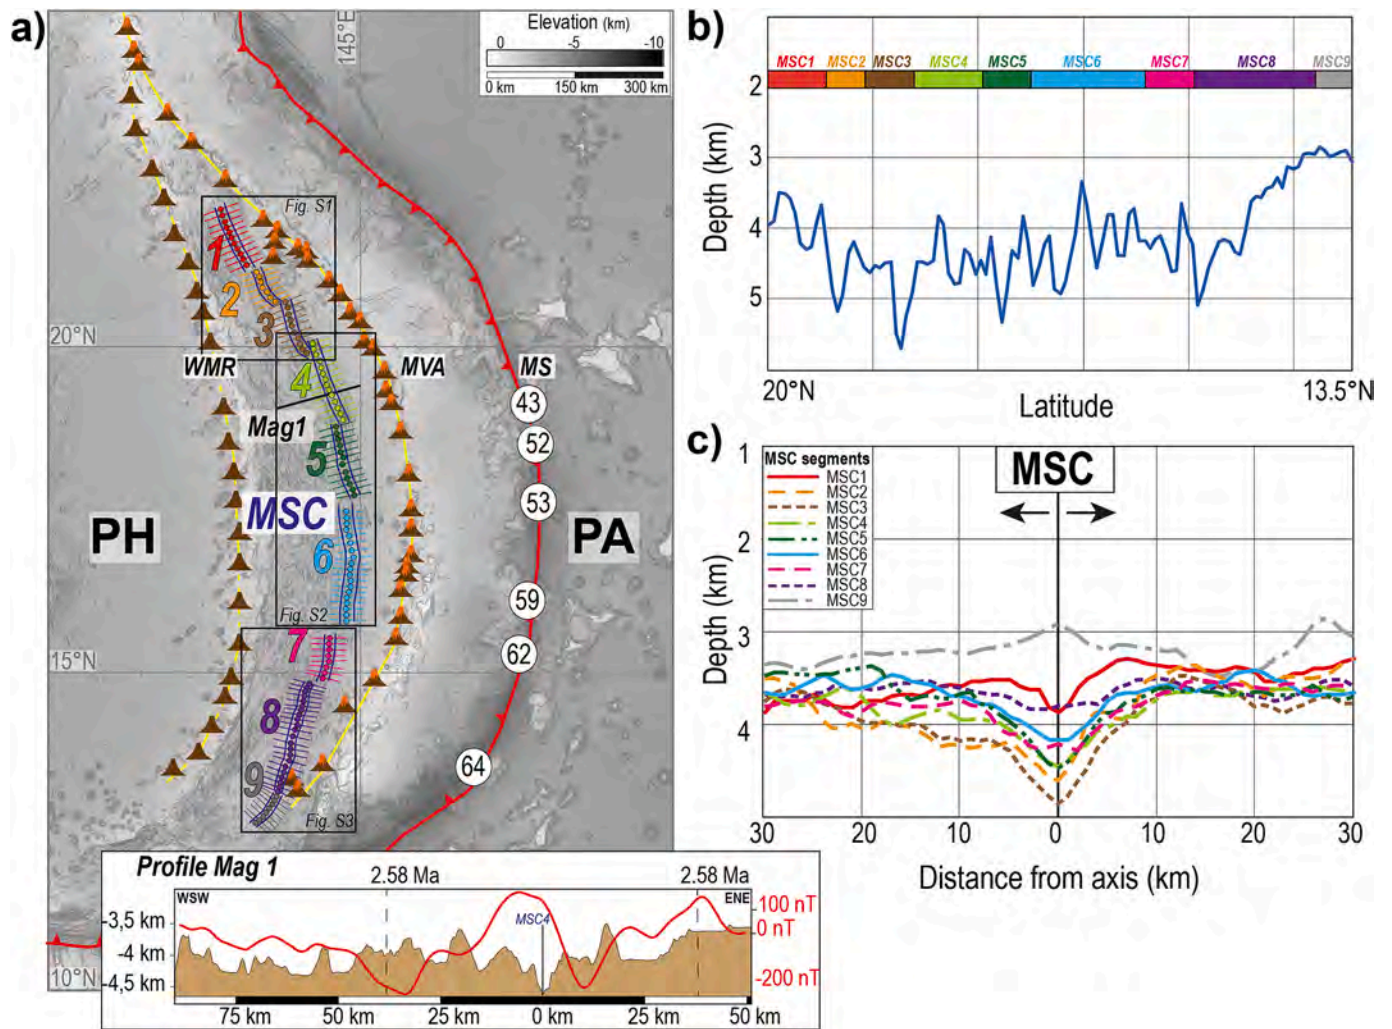 a)
145°E
Elevation (km)
0 -5 -10
0 km 150 km 300 km
Fig. S1
1
2
3
20°N
WMR
MVA
MS
4
43
Mag1
52
5
53
MSC
PH
PA
6
59
Fig. S2
7
62
15°N
8
64
9
Fig. S3
10°N
Profile Mag 1
2.58 Ma
2.58 Ma
WSW
ENE
MSC4
-3,5 km
-4 km
-4,5 km
100 nT
0 nT
-200 nT
75 km 50 km 25 km 0 km 25 km 50 km
b)
MSC1 MSC2 MSC3 MSC4 MSC5 MSC6 MSC7 MSC8 MSC9
2
3
4
5
Depth (km)
20°N
13.5°N
Latitude
c)
MSC segments
MSC1
MSC2
MSC3
MSC4
MSC5
MSC6
MSC7
MSC8
MSC9
MSC
1
2
3
4
Depth (km)
30 20 10 0 10 20 30
Distance from axis (km)